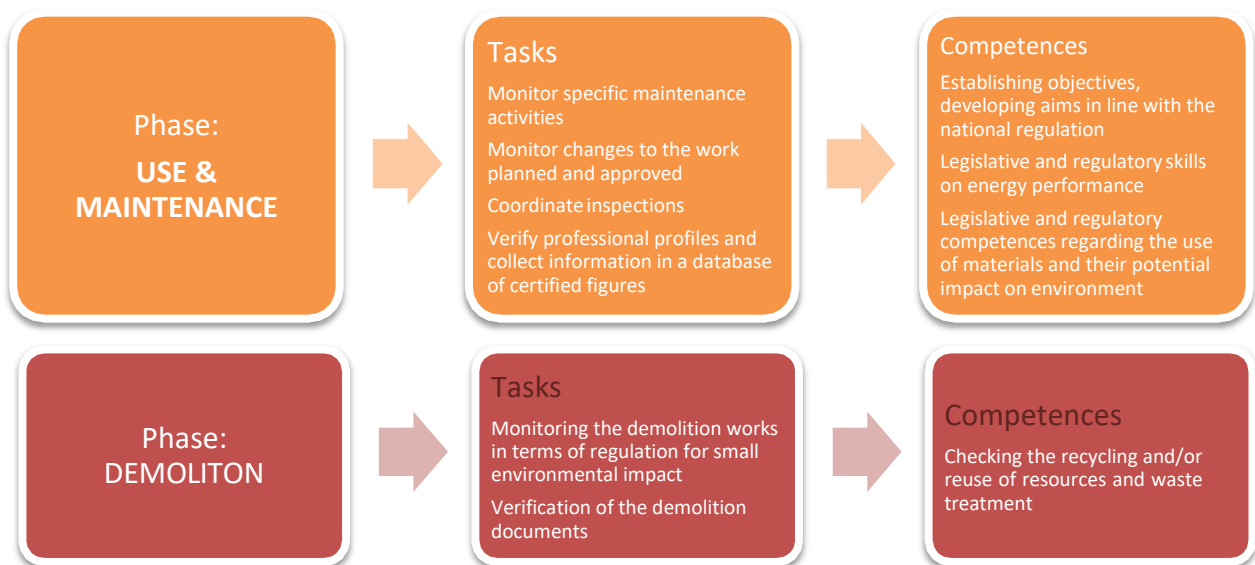 Phase:
USE &
MAINTENANCE
Tasks
Monitor specific maintenance
activities
Monitor changes to the work
planned and approved
Coordinate inspections
Verify professional profiles and
collect information in a database
of certified figures
Competences
Establishing objectives,
developing aims in line with the
national regulation
Legislative and regulatory skills
on energy performance
Legislative and regulatory
competences regarding the use
of materials and their potential
impact on environment
Phase:
DEMOLITON
Tasks
Monitoring the demolition works
in terms of regulation for small
environmental impact
Verification of the demolition
documents
Competences
Checking the recycling and/or
reuse of resources and waste
treatment